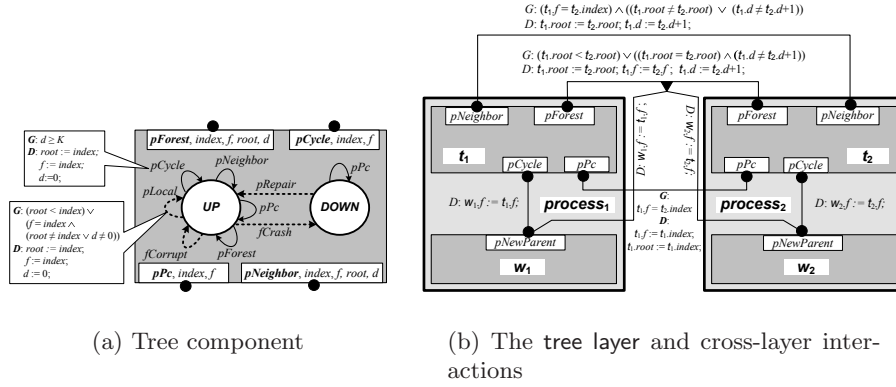 G: (t₁.f = t₂.index) ∧ ((t₁.root ≠ t₂.root) ∨ (t₁.d ≠ t₂.d+1))
D: t₁.root := t₂.root; t₁.d := t₂.d+1;
G: (t₁.root < t₂.root) ∨ ((t₁.root = t₂.root) ∧ (t₁.d ≠ t₂.d+1))
D: t₁.root := t₂.root; t₁.f := t₂.f ; t₁.d := t₂.d+1;
G: d ≥ K
D: root := index;
f := index;
d:=0;
pForest, index, f, root, d
pCycle, index, f
pCycle
pNeighbor
pPc
pLocal
pRepair
UP
pPc
DOWN
fCrash
fCorrupt
pForest
G: (root < index) ∨
(f = index ∧
(root ≠ index ∨ d ≠ 0))
D: root := index;
f := index;
d := 0;
pPc, index, f
pNeighbor, index, f, root, d
pNeighbor
pForest
t₁
pCycle
pPc
D: w₁.f := t₁.f;
process₁
pNewParent
w₁
D: w₁.f := t₁.f ;
D: w₂.f := t₂.f ;
G:
t₁.f = t₂.index
D:
t₁.f := t₁.index;
t₁.root := t₁.index;
pForest
pNeighbor
t₂
pPc
pCycle
process₂
D: w₂.f := t₂.f;
pNewParent
w₂
(a) Tree component
(b) The tree layer and cross-layer inter-
actions